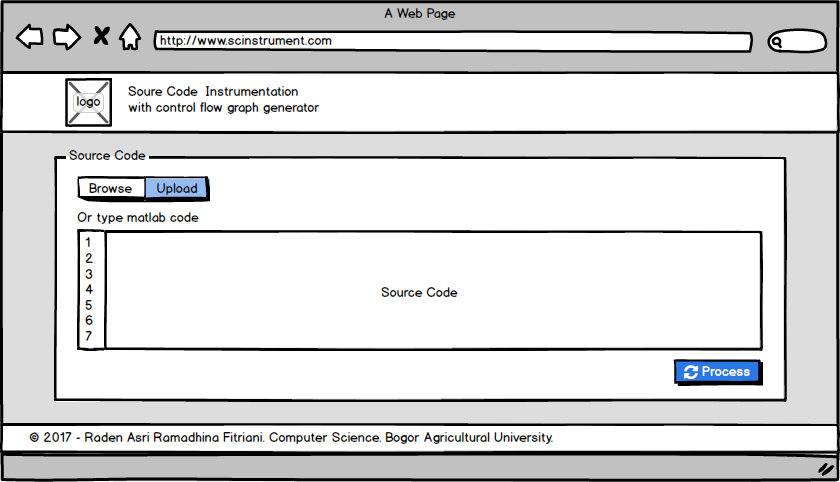 A Web Page
http://www.scinstrument.com
logo
Soure Code Instrumentation
with control flow graph generator
Source Code
Browse Upload
Or type matlab code
1
2
3
4
5
6
7
Source Code
Process
© 2017 - Raden Asri Ramadhina Fitriani. Computer Science. Bogor Agricultural University.